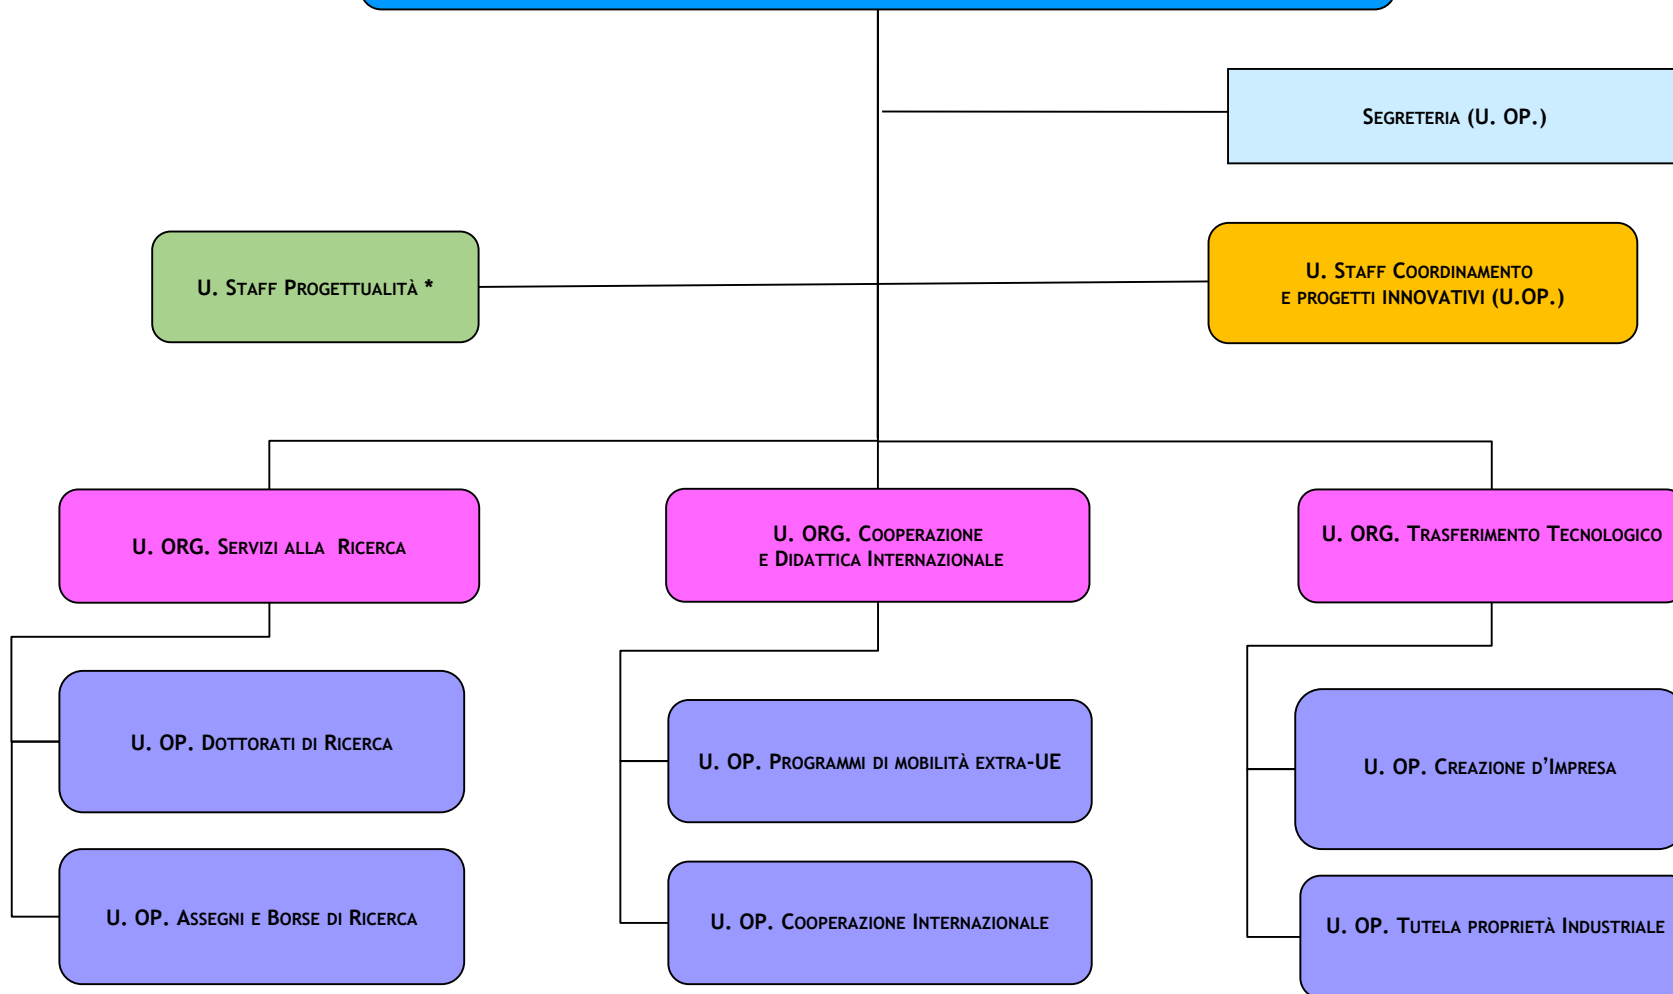 Segreteria (U. OP.)
U. Staff Progettualità *
U. Staff Coordinamento
e progetti innovativi (U.OP.)
U. ORG. Servizi alla Ricerca
U. ORG. Cooperazione
e Didattica Internazionale
U. ORG. Trasferimento Tecnologico
U. OP. Dottorati di Ricerca
U. OP. Programmi di mobilità extra-UE
U. OP. Creazione d’Impresa
U. OP. Assegni e Borse di Ricerca
U. OP. Cooperazione Internazionale
U. OP. Tutela proprietà Industriale